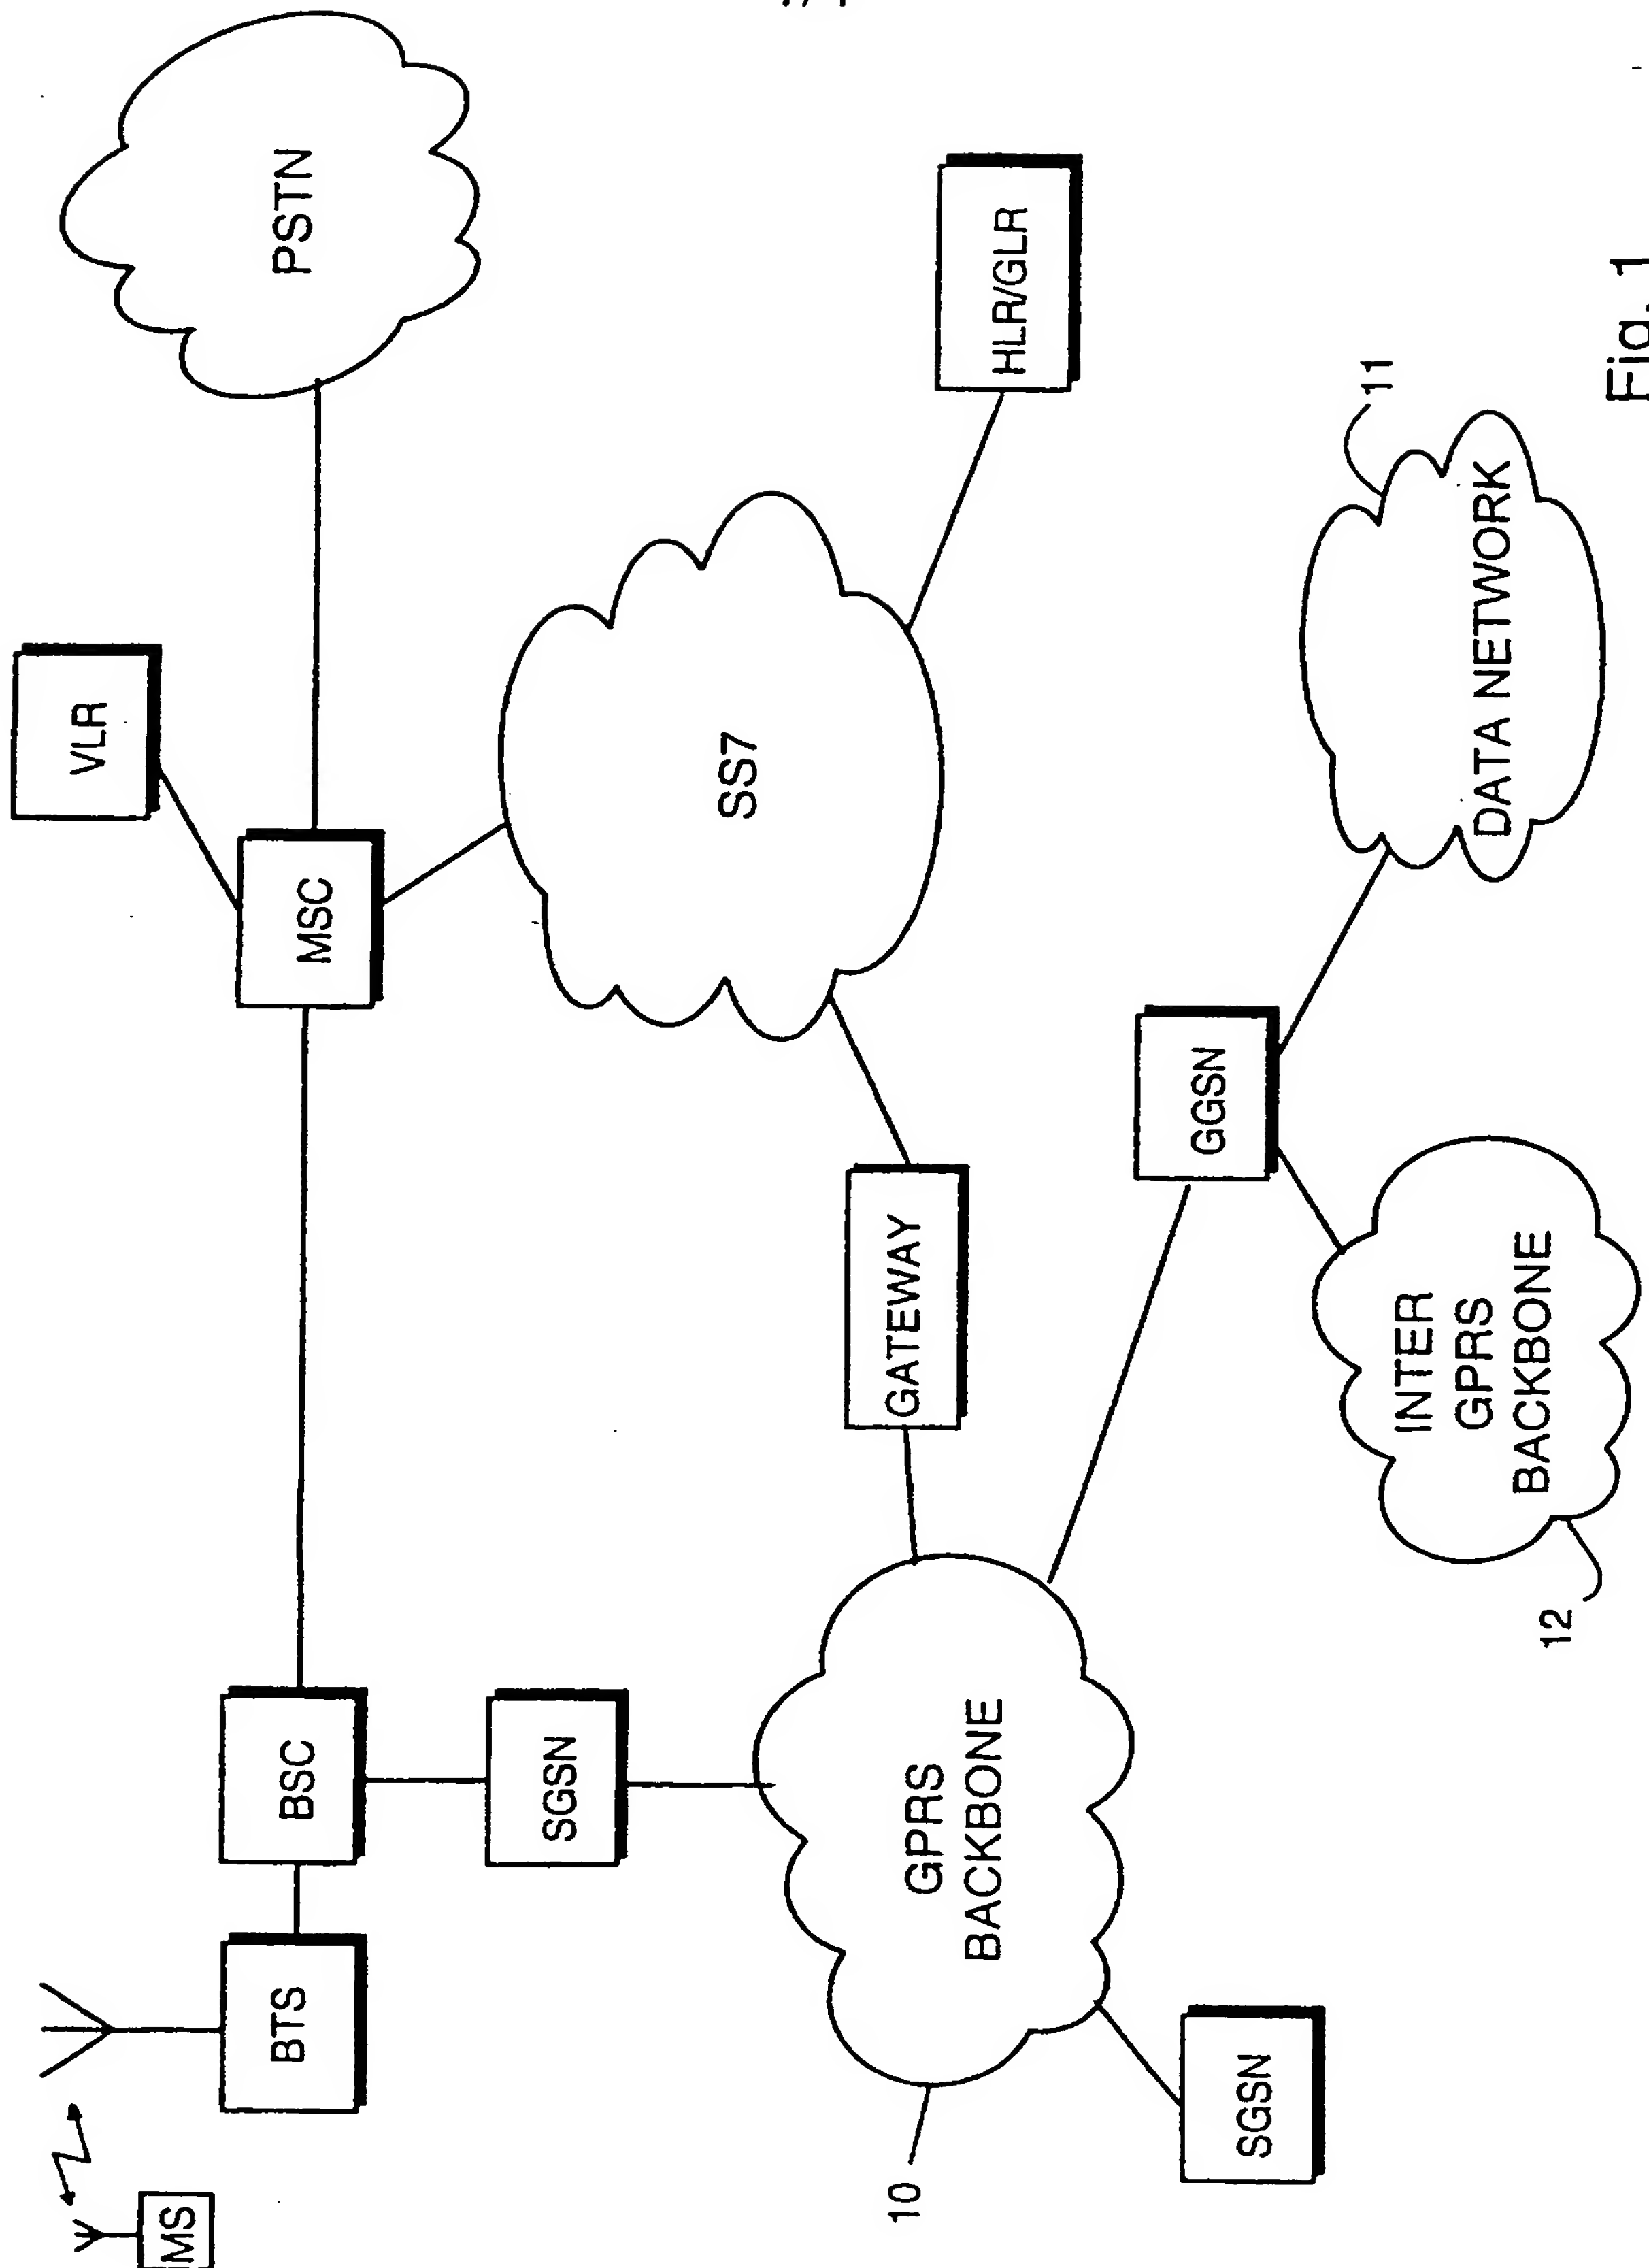 VLR
MS
BTS
BSC
MSC
PSTN
SGSN
SS7
10
GPRS
BACKBONE
GATEWAY
HLR/GLR
SGSN
GGSN
11
INTER
GPRS
BACKBONE
DATA NETWORK
12
Fig. 1